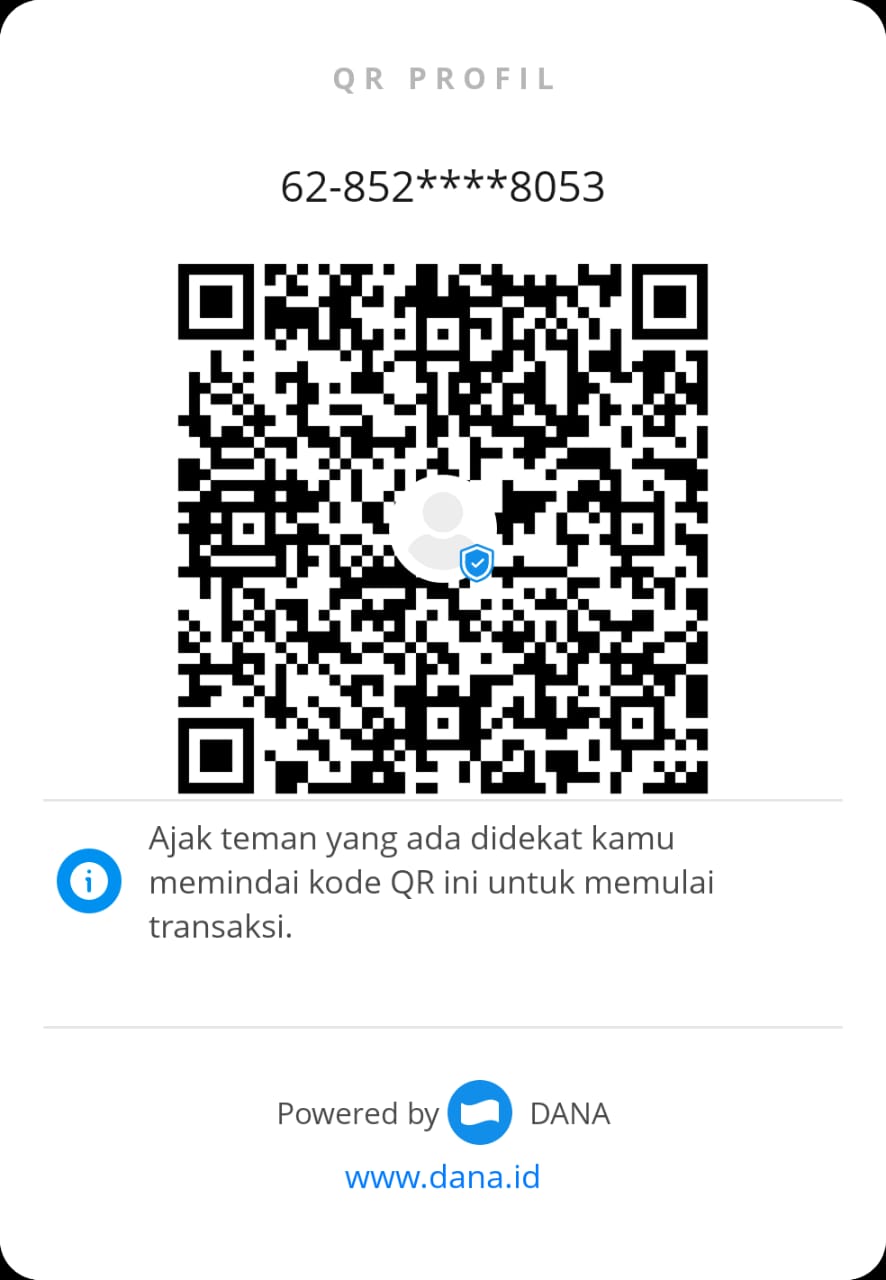 QR PROFIL
62-852****8053
Ajak teman yang ada didekat kamu
memindai kode QR ini untuk memulai
transaksi.
Powered by DANA
www.dana.id